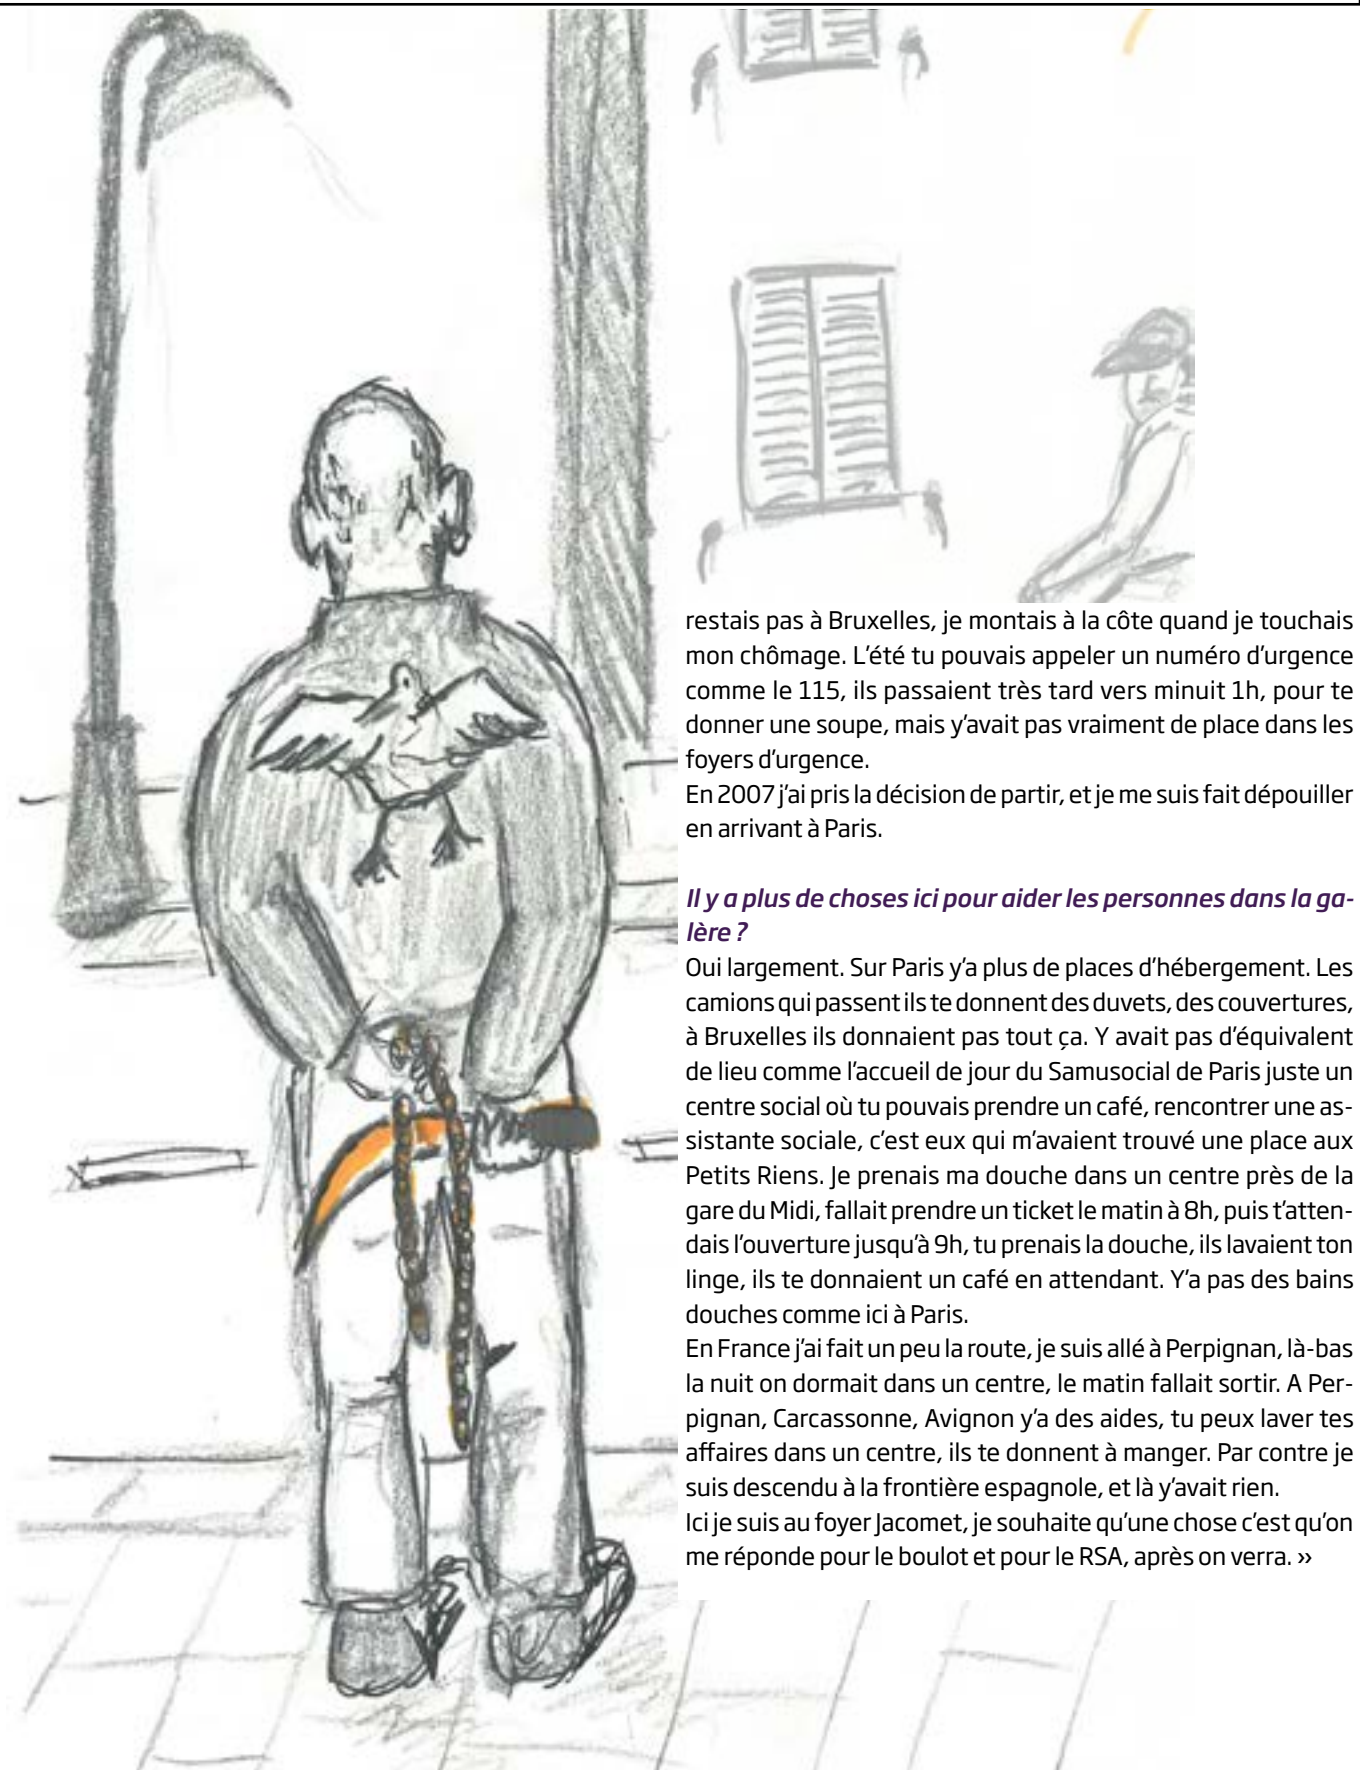 restais pas à Bruxelles, je montais à la côte quand je touchais
mon chômage. L'été tu pouvais appeler un numéro d'urgence
comme le 115, ils passaient très tard vers minuit 1h, pour te
donner une soupe, mais y'avait pas vraiment de place dans les
foyers d'urgence.
En 2007 j'ai pris la décision de partir, et je me suis fait dépouiller
en arrivant à Paris.
Il y a plus de choses ici pour aider les personnes dans la ga-
lère ?
Oui largement. Sur Paris y'a plus de places d'hébergement. Les
camions qui passent ils te donnent des duvets, des couvertures,
à Bruxelles ils donnaient pas tout ça. Y avait pas d'équivalent
de lieu comme l'accueil de jour du Samusocial de Paris juste un
centre social où tu pouvais prendre un café, rencontrer une as-
sistante sociale, c'est eux qui m'avaient trouvé une place aux
Petits Riens. Je prenais ma douche dans un centre près de la
gare du Midi, fallait prendre un ticket le matin à 8h, puis t'atten-
dais l'ouverture jusqu'à 9h, tu prenais la douche, ils lavaient ton
linge, ils te donnaient un café en attendant. Y'a pas des bains
douches comme ici à Paris.
En France j'ai fait un peu la route, je suis allé à Perpignan, là-bas
la nuit on dormait dans un centre, le matin fallait sortir. A Per-
pignan, Carcassonne, Avignon y'a des aides, tu peux laver tes
affaires dans un centre, ils te donnent à manger. Par contre je
suis descendu à la frontière espagnole, et là y'avait rien.
Ici je suis au foyer Jacomet, je souhaite qu'une chose c'est qu'on
me réponde pour le boulot et pour le RSA, après on verra. »